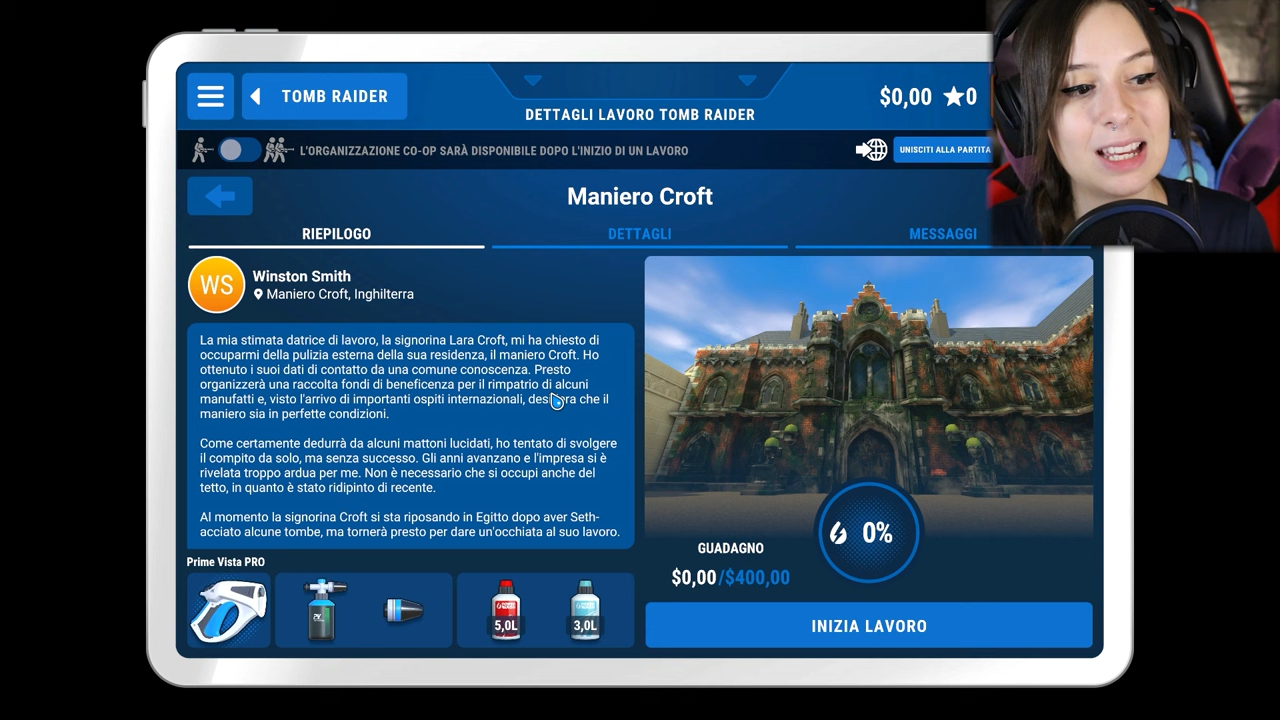 TOMB RAIDER
DETTAGLI LAVORO TOMB RAIDER
$0,00 ★0
L'ORGANIZZAZIONE CO-OP SARÀ DISPONIBILE DOPO L'INIZIO DI UN LAVORO
UNISCITI ALLA PARTITA
Maniero Croft
RIEPILOGO
DETTAGLI
MESSAGGI
WS
Winston Smith
Maniero Croft, Inghilterra
La mia stimata datrice di lavoro, la signorina Lara Croft, mi ha chiesto di
occuparmi della pulizia esterna della sua residenza, il maniero Croft. Ho
ottenuto i suoi dati di contatto da una comune conoscenza. Presto
organizzerà una raccolta fondi di beneficenza per il rimpatrio di alcuni
manufatti e, visto l'arrivo di importanti ospiti internazionali, che il
maniero sia in perfette condizioni.
Come certamente dedurrà da alcuni mattoni lucidati, ho tentato di svolgere
il compito da solo, ma senza successo. Gli anni avanzano e l'impresa si è
rivelata troppo ardua per me. Non è necessario che si occupi anche del
tetto, in quanto è stato ridipinto di recente.
Al momento la signorina Croft si sta riposando in Egitto dopo aver Seth-
acciato alcune tombe, ma tornerà presto per dare un'occhiata al suo lavoro.
Prime Vista PRO
5,0L
3,0L
0%
GUADAGNO
$0,00/$400,00
INIZIA LAVORO